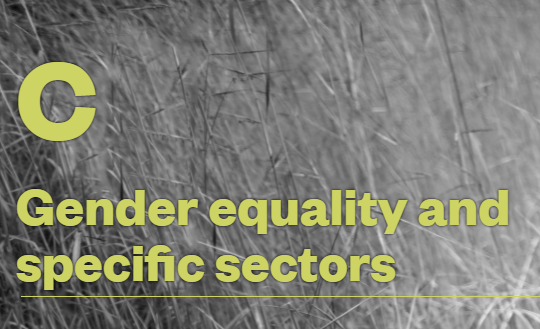 C
Gender equality and
specific sectors